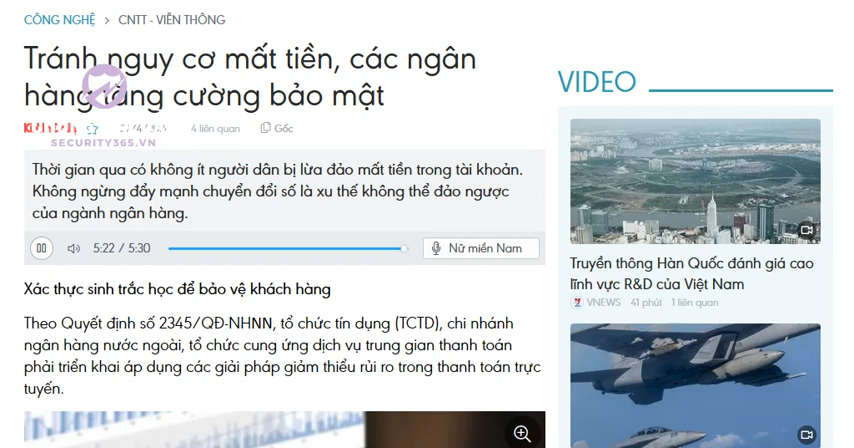 CÔNG NGHỆ > CNTT - VIỄN THÔNG
Tránh nguy cơ mất tiền, các ngân
hàng tăng cường bảo mật
4 liên quan Gốc
SECURITY365.VN
Thời gian qua có không ít người dân bị lừa đảo mất tiền trong tài khoản.
Không ngừng đẩy mạnh chuyển đổi số là xu thế không thể đảo ngược
của ngành ngân hàng.
5:22 / 5:30
Nữ miền Nam
Xác thực sinh trắc học để bảo vệ khách hàng
Theo Quyết định số 2345/QĐ-NHNN, tổ chức tín dụng (TCTD), chi nhánh
ngân hàng nước ngoài, tổ chức cung ứng dịch vụ trung gian thanh toán
phải triển khai áp dụng các giải pháp giảm thiểu rủi ro trong thanh toán trực
tuyến.
VIDEO
Truyền thông Hàn Quốc đánh giá cao
lĩnh vực R&D của Việt Nam
VNEWS 41 phút 1 liên quan